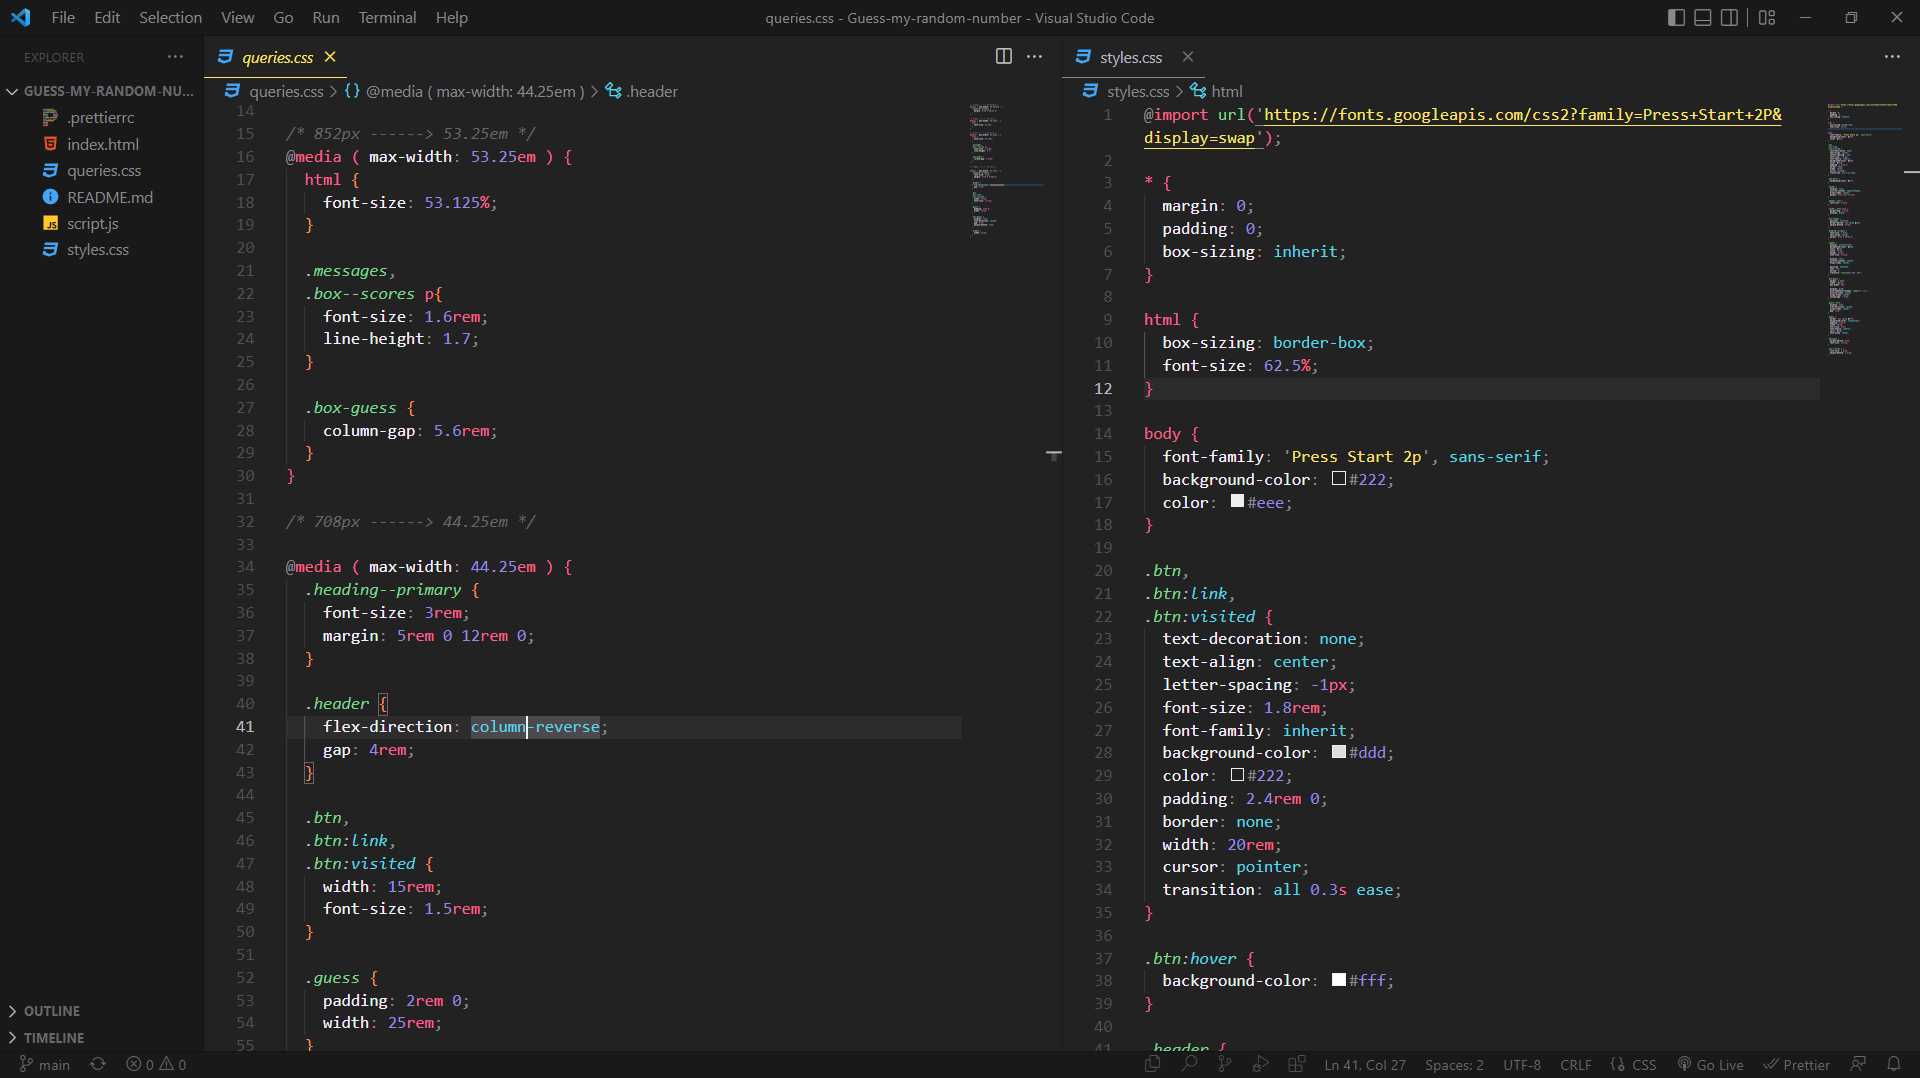 File Edit Selection View Go Run Terminal Help
queries.css - Guess-my-random-number - Visual Studio Code
EXPLORER
GUESS-MY-RANDOM-NU...
.prettierrc
index.html
queries.css
README.md
script.js
styles.css
OUTLINE
TIMELINE
queries.css
queries.css > {} @media ( max-width: 44.25em ) > .header
14
15 /* 852px ------> 53.25em */
16 @media ( max-width: 53.25em ) {
17 html {
18 font-size: 53.125%;
19 }
20
21 .messages,
22 .box--scores p{
23 font-size: 1.6rem;
24 line-height: 1.7;
25 }
26
27 .box-guess {
28 column-gap: 5.6rem;
29 }
30 }
31
32 /* 708px ------> 44.25em */
33
34 @media ( max-width: 44.25em ) {
35 .heading--primary {
36 font-size: 3rem;
37 margin: 5rem 0 12rem 0;
38 }
39
40 .header {
41 flex-direction: column-reverse;
42 gap: 4rem;
43 }
44
45 .btn,
46 .btn:link,
47 .btn:visited {
48 width: 15rem;
49 font-size: 1.5rem;
50 }
51
52 .guess {
53 padding: 2rem 0;
54 width: 25rem;
55 }
styles.css
styles.css > html
1 @import url('https://fonts.googleapis.com/css2?family=Press+Start+2P&
display=swap');
2
3 * {
4 margin: 0;
5 padding: 0;
6 box-sizing: inherit;
7 }
8
9 html {
10 box-sizing: border-box;
11 font-size: 62.5%;
12 }
13
14 body {
15 font-family: 'Press Start 2p', sans-serif;
16 background-color: #222;
17 color: #eee;
18 }
19
20 .btn,
21 .btn:link,
22 .btn:visited {
23 text-decoration: none;
24 text-align: center;
25 letter-spacing: -1px;
26 font-size: 1.8rem;
27 font-family: inherit;
28 background-color: #ddd;
29 color: #222;
30 padding: 2.4rem 0;
31 border: none;
32 width: 20rem;
33 cursor: pointer;
34 transition: all 0.3s ease;
35 }
36
37 .btn:hover {
38 background-color: #fff;
39 }
40
41 .header {
main 0 0
Ln 41, Col 27 Spaces: 2 UTF-8 CRLF CSS Go Live Prettier